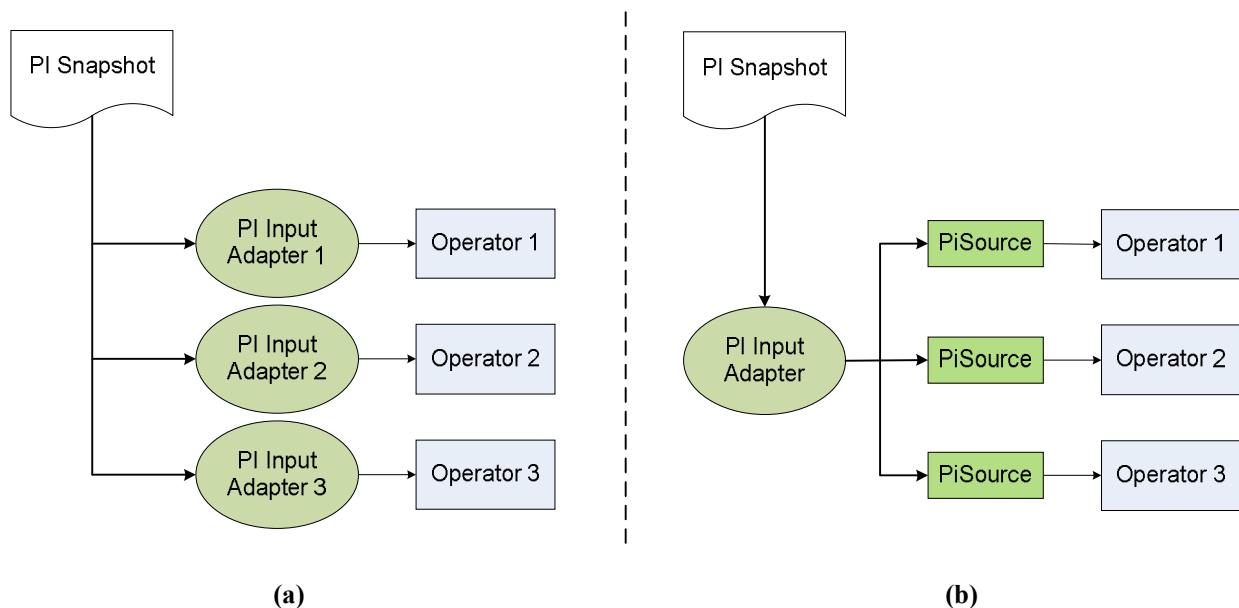 PI Snapshot
PI Input
Adapter 1
Operator 1
PI Input
Adapter 2
Operator 2
PI Input
Adapter 3
Operator 3
(a)
PI Snapshot
PI Input
Adapter
PiSource
Operator 1
PiSource
Operator 2
PiSource
Operator 3
(b)